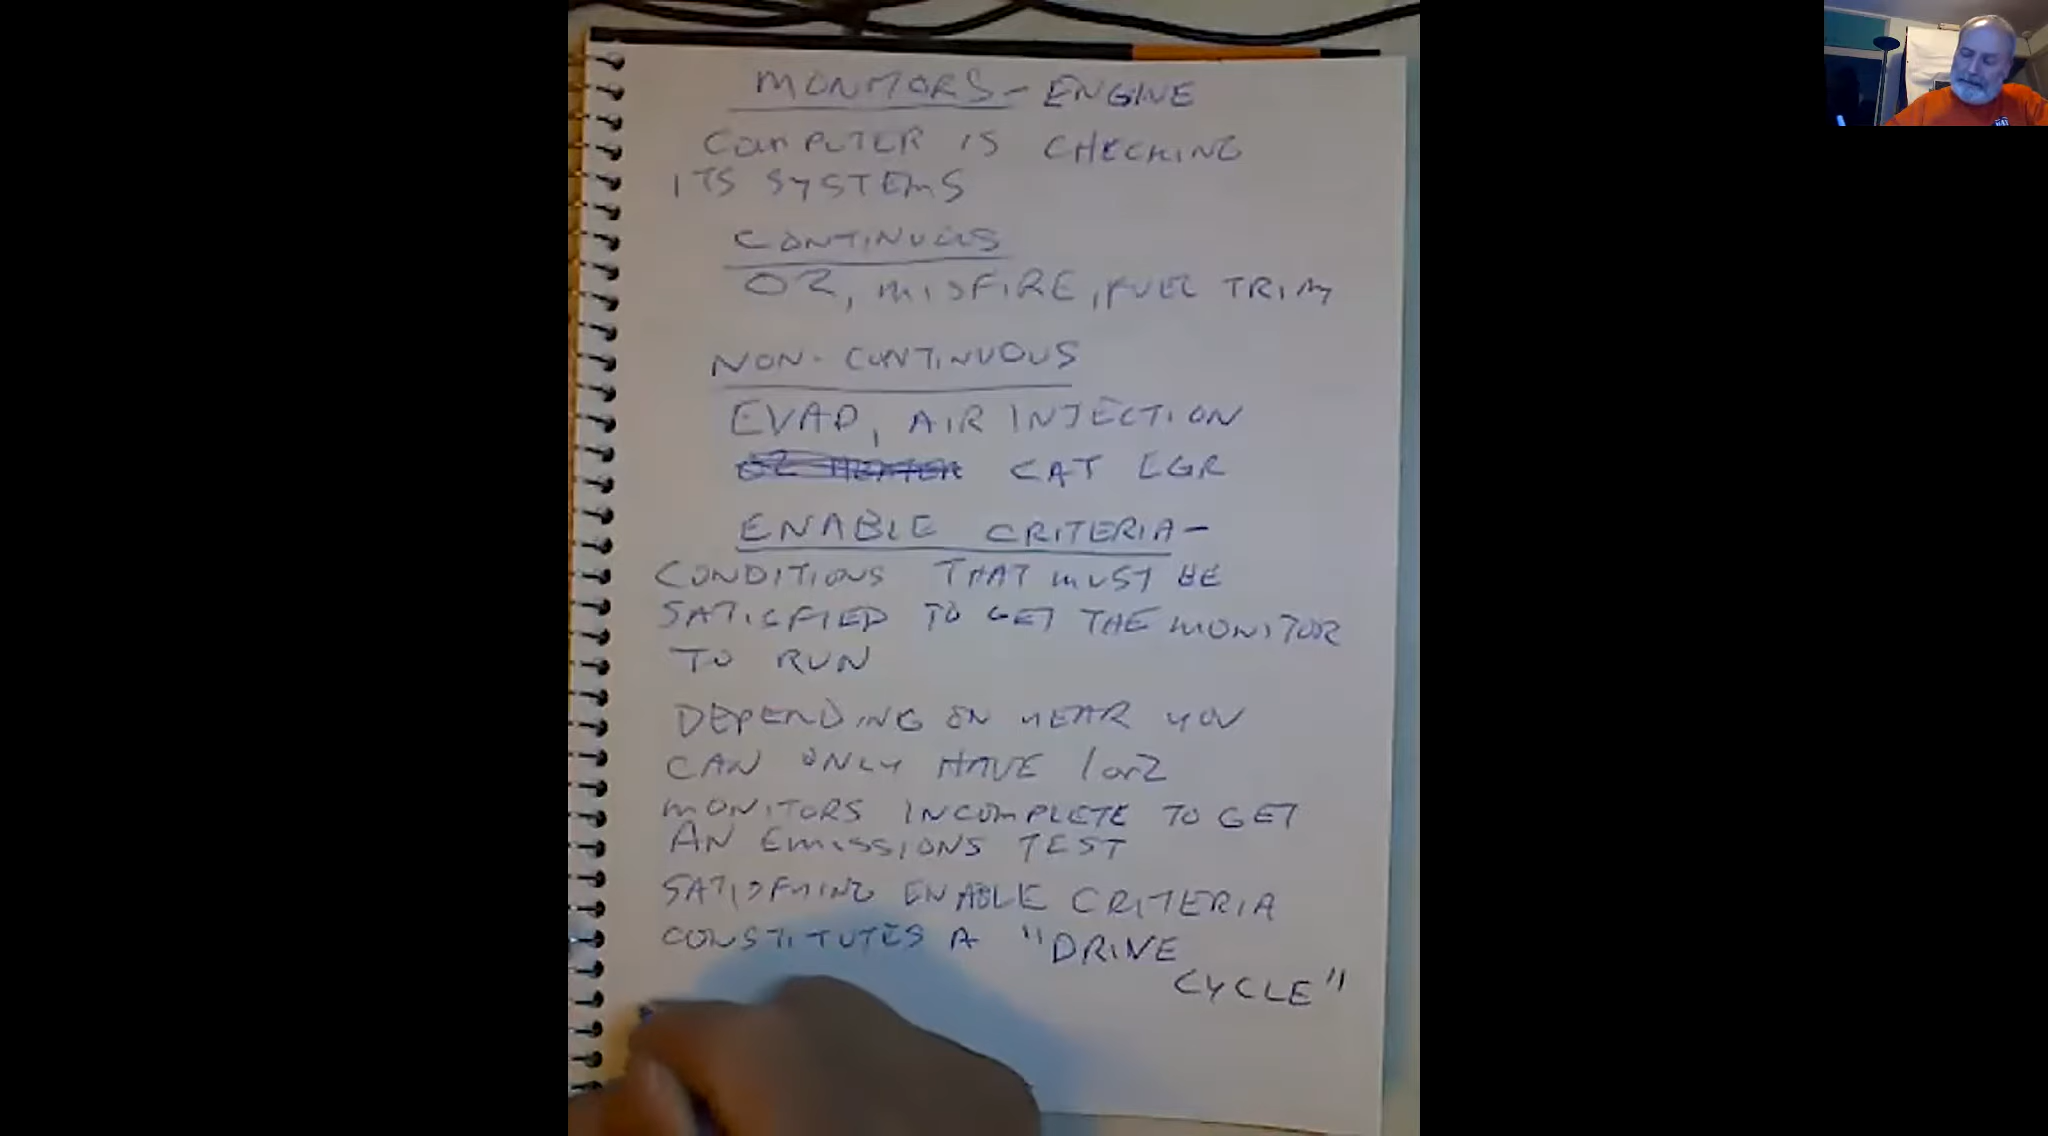 MONITORS - ENGINE
COMPUTER IS CHECKING
ITS SYSTEMS
CONTINUOUS
O2, MISFIRE, FUEL TRIM
NON-CONTINUOUS
EVAP, AIR INJECTION
CAT EGR
ENABLE CRITERIA -
CONDITIONS THAT MUST BE
SATISFIED TO GET THE MONITOR
TO RUN
DEPENDING ON YEAR YOU
CAN ONLY HAVE 1 or 2
MONITORS INCOMPLETE TO GET
AN EMISSIONS TEST
SATISFYING ENABLE CRITERIA
CONSTITUTES A "DRIVE
CYCLE"